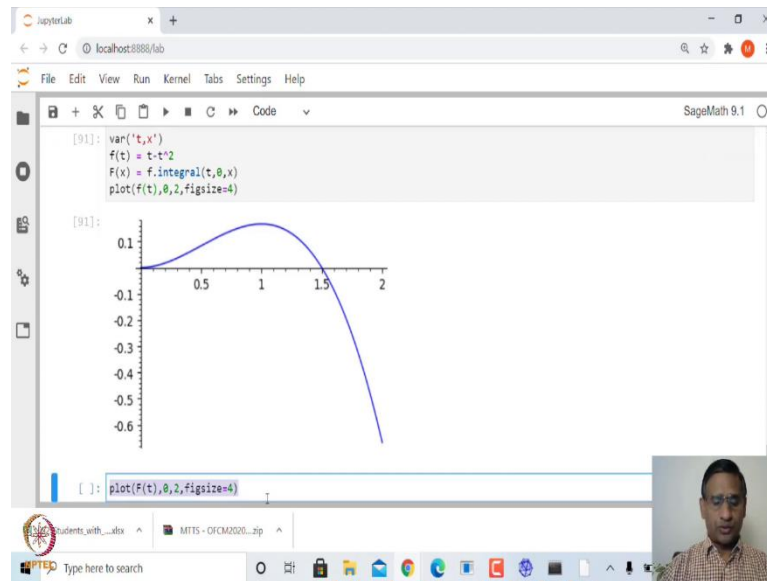 JupyterLab
localhost:8888/lab
M
File Edit View Run Kernel Tabs Settings Help
Code
SageMath 9.1
[91]: var('t,x')
f(t) = t-t^2
F(x) = f.integral(t,0,x)
plot(f(t),0,2,figsize=4)
[91]:
0.1
0.5 1 1.5 2
-0.1
-0.2
-0.3
-0.4
-0.5
-0.6
[ ]: plot(F(t),0,2,figsize=4)
tudents_with_....xlsx
MTTS - OFCM2020....zip
NPTEL
Type here to search